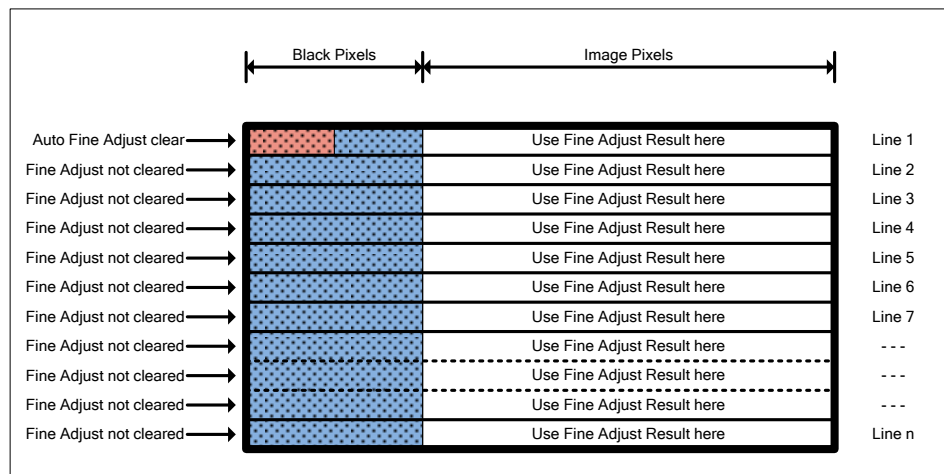 Black Pixels Image Pixels
Auto Fine Adjust clear Use Fine Adjust Result here Line 1
Fine Adjust not cleared Use Fine Adjust Result here Line 2
Fine Adjust not cleared Use Fine Adjust Result here Line 3
Fine Adjust not cleared Use Fine Adjust Result here Line 4
Fine Adjust not cleared Use Fine Adjust Result here Line 5
Fine Adjust not cleared Use Fine Adjust Result here Line 6
Fine Adjust not cleared Use Fine Adjust Result here Line 7
Fine Adjust not cleared Use Fine Adjust Result here - - -
Fine Adjust not cleared Use Fine Adjust Result here - - -
Fine Adjust not cleared Use Fine Adjust Result here - - -
Fine Adjust not cleared Use Fine Adjust Result here Line n